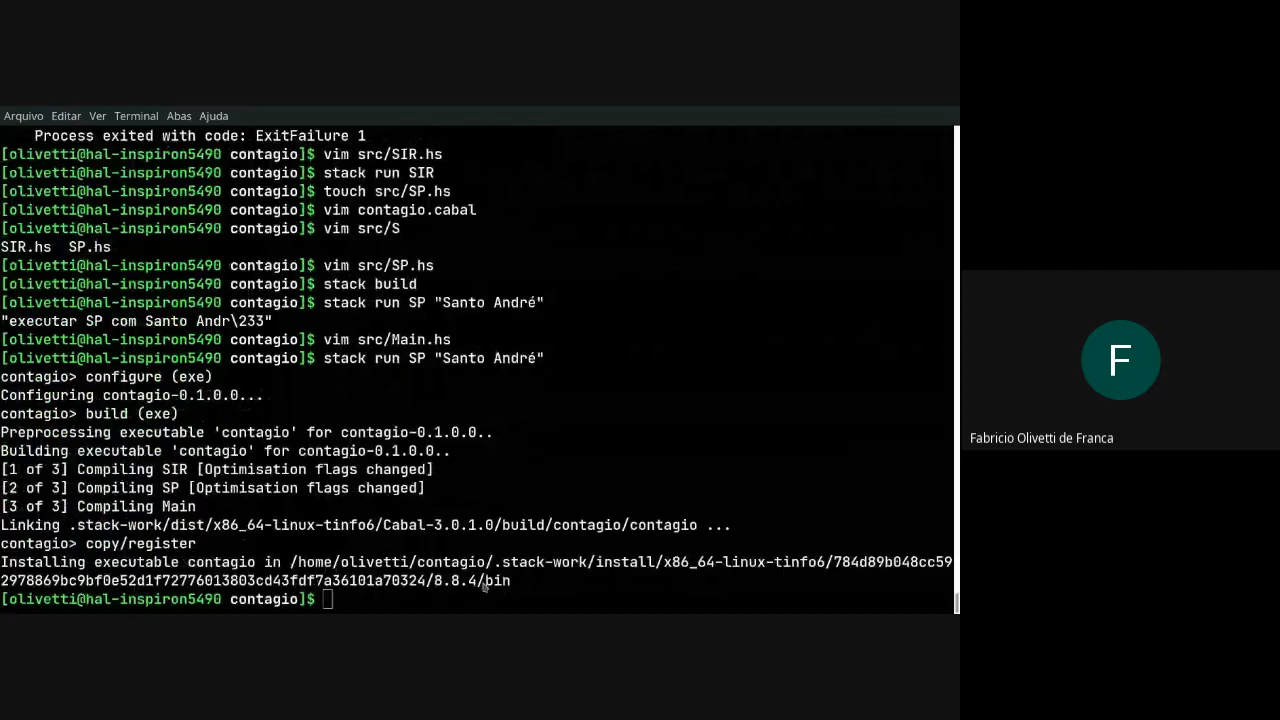 Arquivo Editar Ver Terminal Abas Ajuda
Process exited with code: ExitFailure 1
[olivetti@hal-inspiron5490 contagio]$ vim src/SIR.hs
[olivetti@hal-inspiron5490 contagio]$ stack run SIR
[olivetti@hal-inspiron5490 contagio]$ touch src/SP.hs
[olivetti@hal-inspiron5490 contagio]$ vim contagio.cabal
[olivetti@hal-inspiron5490 contagio]$ vim src/S
SIR.hs  SP.hs
[olivetti@hal-inspiron5490 contagio]$ vim src/SP.hs
[olivetti@hal-inspiron5490 contagio]$ stack build
[olivetti@hal-inspiron5490 contagio]$ stack run SP "Santo André"
"executar SP com Santo Andr\233"
[olivetti@hal-inspiron5490 contagio]$ vim src/Main.hs
[olivetti@hal-inspiron5490 contagio]$ stack run SP "Santo André"
contagio> configure (exe)
Configuring contagio-0.1.0.0...
contagio> build (exe)
Preprocessing executable 'contagio' for contagio-0.1.0.0..
Building executable 'contagio' for contagio-0.1.0.0..
[1 of 3] Compiling SIR [Optimisation flags changed]
[2 of 3] Compiling SP [Optimisation flags changed]
[3 of 3] Compiling Main
Linking .stack-work/dist/x86_64-linux-tinfo6/Cabal-3.0.1.0/build/contagio/contagio ...
contagio> copy/register
Installing executable contagio in /home/olivetti/contagio/.stack-work/install/x86_64-linux-tinfo6/784d89b048cc59
2978869bc9bf0e52d1f72776013803cd43fdf7a36101a70324/8.8.4/bin
[olivetti@hal-inspiron5490 contagio]$
F
Fabricio Olivetti de Franca